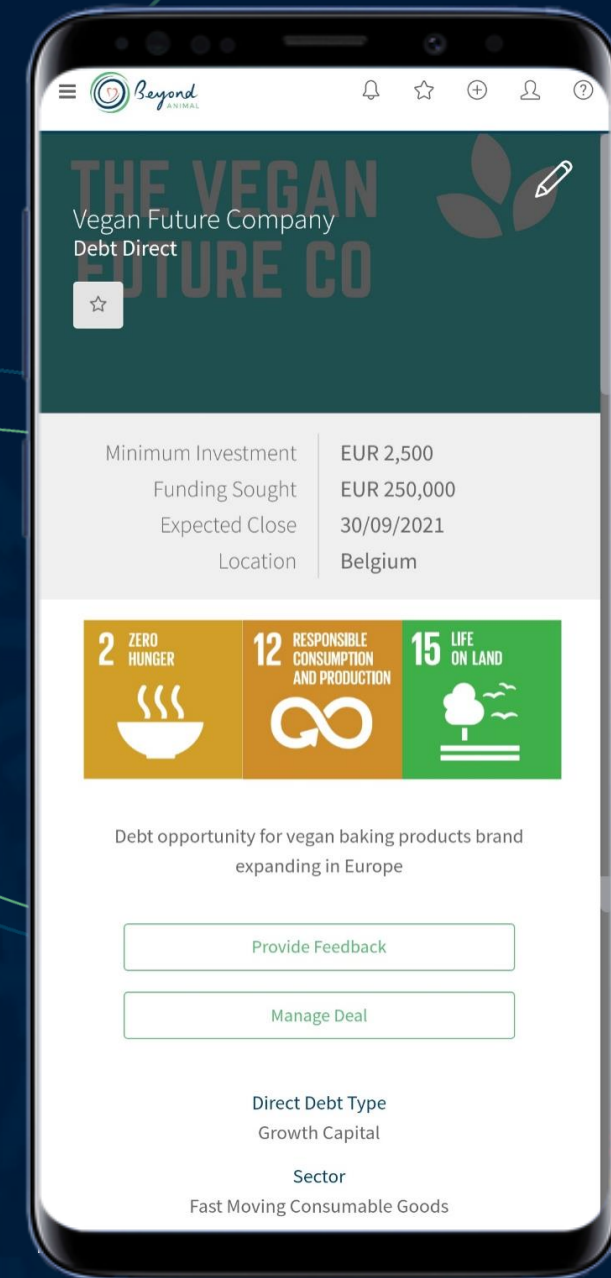 Beyond
ANIMAL
THE VEGAN
FUTURE CO
Vegan Future Company
Debt Direct
Minimum Investment EUR 2,500
Funding Sought EUR 250,000
Expected Close 30/09/2021
Location Belgium
2 ZERO
HUNGER
12 RESPONSIBLE
CONSUMPTION
AND PRODUCTION
15 LIFE
ON LAND
Debt opportunity for vegan baking products brand
expanding in Europe
Provide Feedback
Manage Deal
Direct Debt Type
Growth Capital
Sector
Fast Moving Consumable Goods